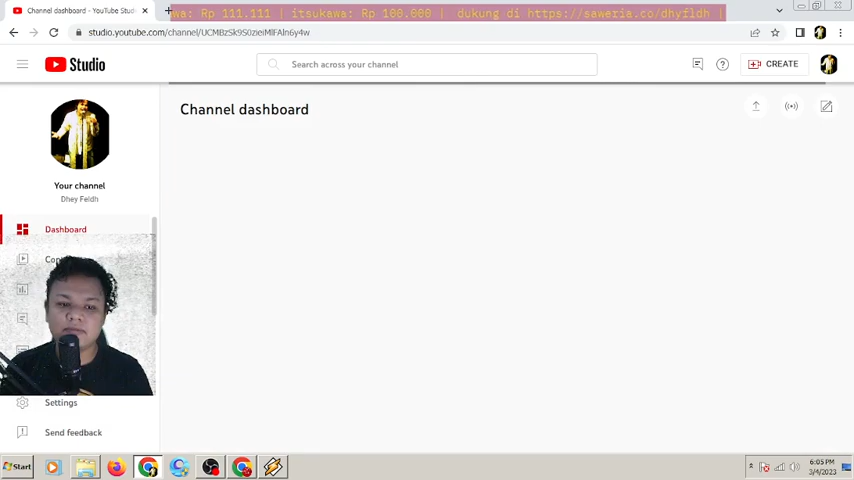 Channel dashboard - YouTube Stud
wa: Rp 111.111 | itsukawa: Rp 100.000 | dukung di https://saweria.co/dhyfldh |
studio.youtube.com/channel/UCMBzSk9S0zieiMlFAln6y4w
Studio
Search across your channel
CREATE
Channel dashboard
Your channel
Dhey Feldh
Dashboard
Settings
Send feedback
Start
6:05 PM
3/4/2023